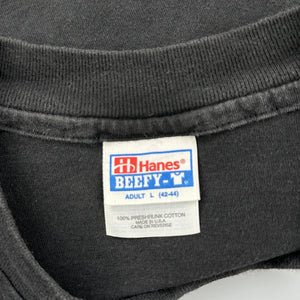 Hanes®
BEEFY-T®
ADULT L (42-44)
100% PRESHRUNK COTTON
MADE IN U.S.A.
CARE ON REVERSE